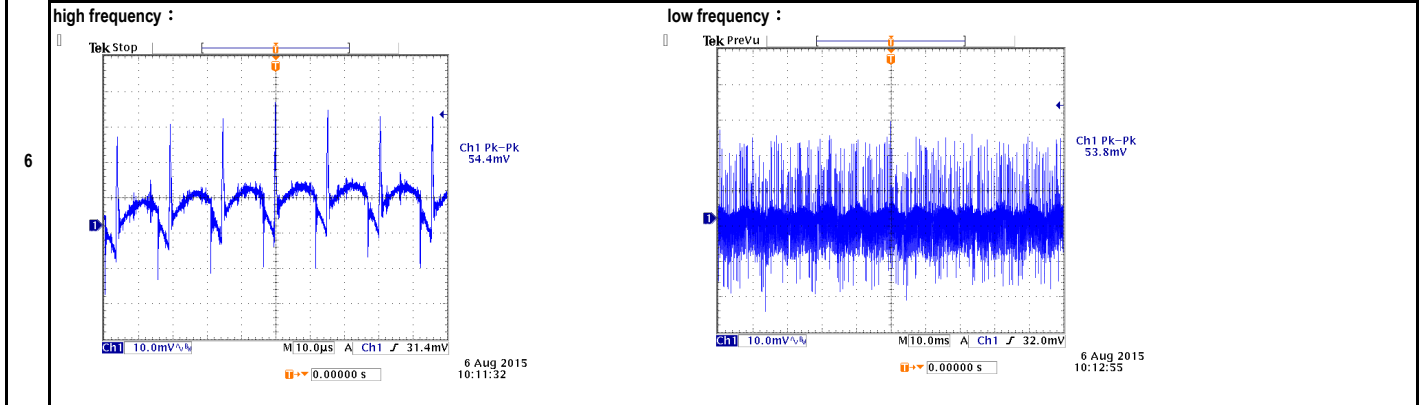 high frequency：
Tek Stop
T
T
Ch1 Pk−Pk
54.4mV
1
Ch1 10.0mV∿ M 10.0µs A Ch1 ʃ 31.4mV
6 Aug 2015
10:11:32
T→▼ 0.00000 s
6
low frequency：
Tek PreVu
T
T
Ch1 Pk−Pk
53.8mV
1
Ch1 10.0mV∿ M 10.0ms A Ch1 ʃ 32.0mV
6 Aug 2015
10:12:55
T→▼ 0.00000 s